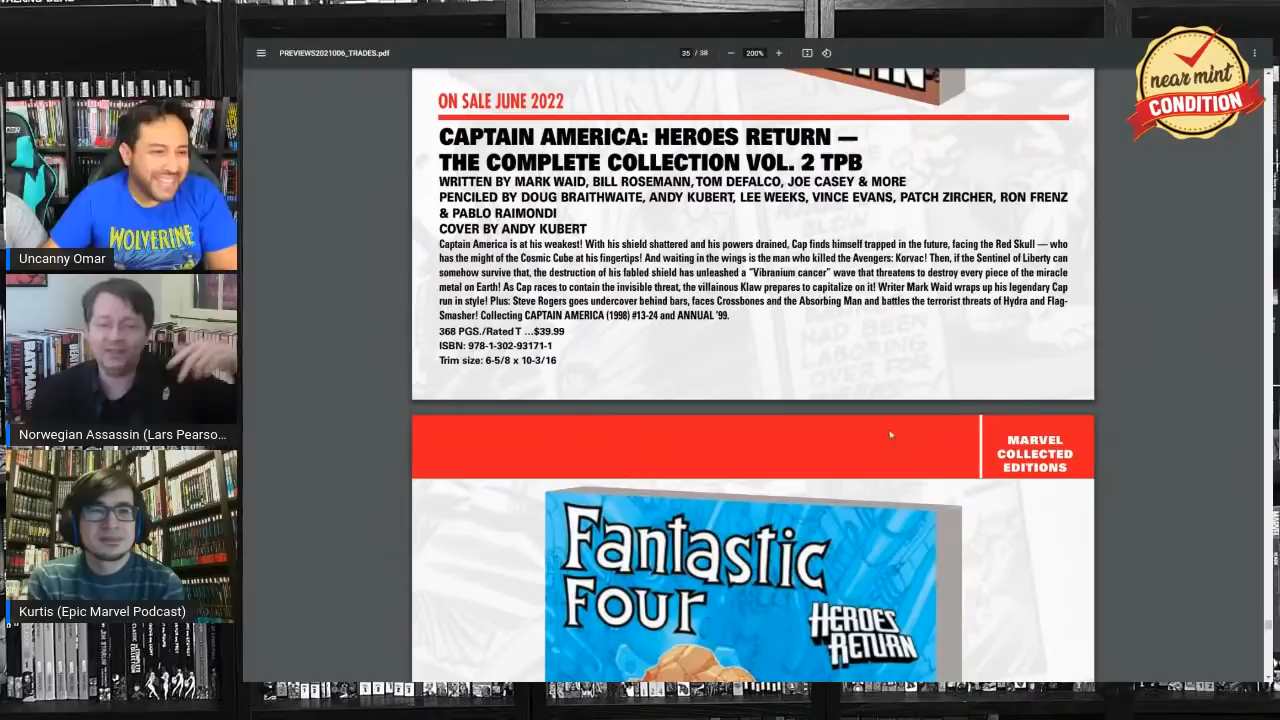 PREVIEWS2021006_TRADES.pdf
35 / 38
200%
near mint
CONDITION
ON SALE JUNE 2022
CAPTAIN AMERICA: HEROES RETURN —
THE COMPLETE COLLECTION VOL. 2 TPB
WRITTEN BY MARK WAID, BILL ROSEMANN, TOM DEFALCO, JOE CASEY & MORE
PENCILED BY DOUG BRAITHWAITE, ANDY KUBERT, LEE WEEKS, VINCE EVANS, PATCH ZIRCHER, RON FRENZ
& PABLO RAIMONDI
COVER BY ANDY KUBERT
Captain America is at his weakest! With his shield shattered and his powers drained, Cap finds himself trapped in the future, facing the Red Skull — who
has the might of the Cosmic Cube at his fingertips! And waiting in the wings is the man who killed the Avengers: Korvac! Then, if the Sentinel of Liberty can
somehow survive that, the destruction of his fabled shield has unleashed a "Vibranium cancer" wave that threatens to destroy every piece of the miracle
metal on Earth! As Cap races to contain the invisible threat, the villainous Klaw prepares to capitalize on it! Writer Mark Waid wraps up his legendary Cap
run in style! Plus: Steve Rogers goes undercover behind bars, faces Crossbones and the Absorbing Man and battles the terrorist threats of Hydra and Flag-
Smasher! Collecting CAPTAIN AMERICA (1998) #13-24 and ANNUAL '99.
368 PGS./Rated T ...$39.99
ISBN: 978-1-302-93171-1
Trim size: 6-5/8 x 10-3/16
MARVEL
COLLECTED
EDITIONS
Fantastic
Four
HEROES
RETURN
WOLVERINE
Uncanny Omar
BATMAN
Norwegian Assassin (Lars Pearso...
Kurtis (Epic Marvel Podcast)